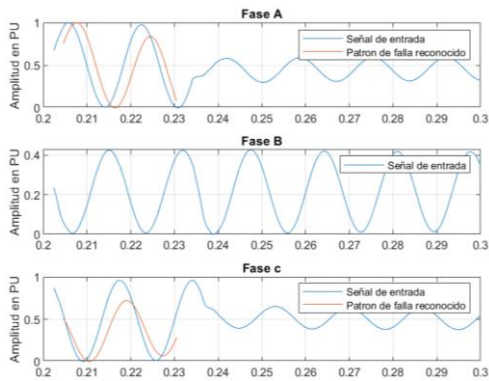 Fase A
Amplitud en PU
1
0.5
0
Señal de entrada
Patron de falla reconocido
0.2 0.21 0.22 0.23 0.24 0.25 0.26 0.27 0.28 0.29 0.3
Fase B
Amplitud en PU
0.4
0.2
0
Señal de entrada
0.2 0.21 0.22 0.23 0.24 0.25 0.26 0.27 0.28 0.29 0.3
Fase c
Amplitud en PU
1
0.5
0
Señal de entrada
Patron de falla reconocido
0.2 0.21 0.22 0.23 0.24 0.25 0.26 0.27 0.28 0.29 0.3